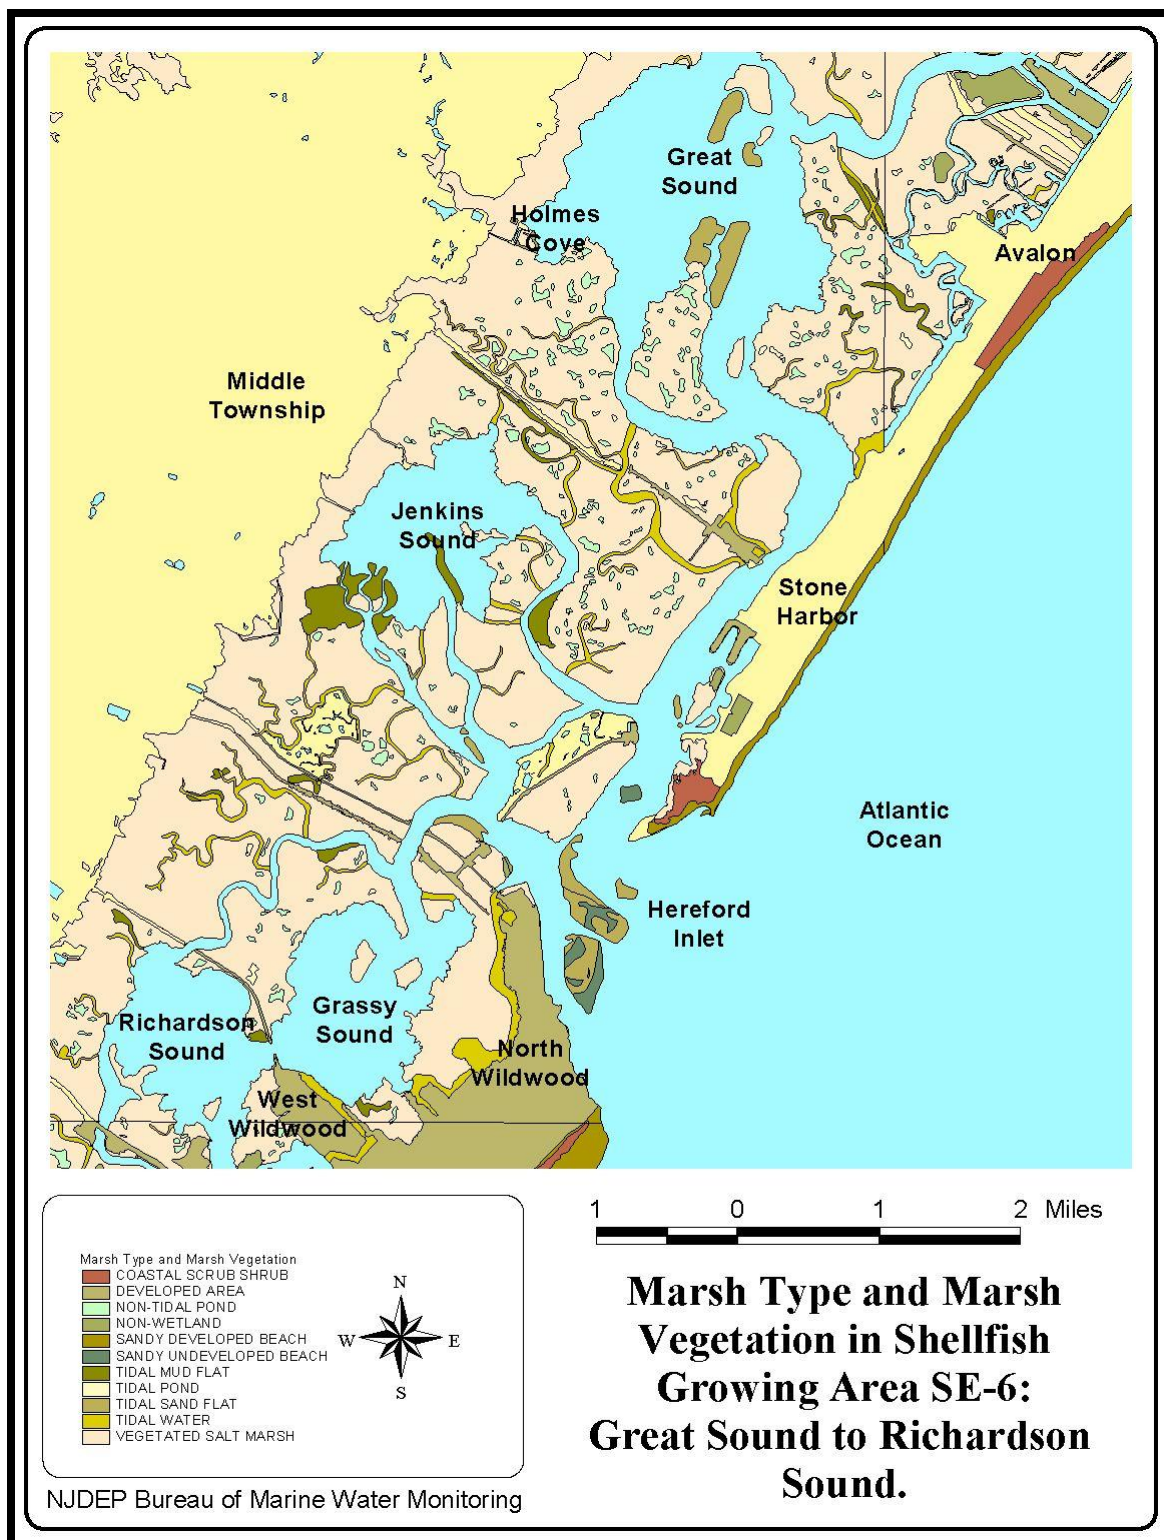 Great
Sound
Holmes
Cove
Avalon
Middle
Township
Jenkins
Sound
Stone
Harbor
Atlantic
Ocean
Hereford
Inlet
Grassy
Sound
Richardson
Sound
North
Wildwood
West
Wildwood
Marsh Type and Marsh Vegetation
COASTAL SCRUB SHRUB
DEVELOPED AREA
NON-TIDAL POND
NON-WETLAND
SANDY DEVELOPED BEACH
SANDY UNDEVELOPED BEACH
TIDAL MUD FLAT
TIDAL POND
TIDAL SAND FLAT
TIDAL WATER
VEGETATED SALT MARSH
N
W E
S
1 0 1 2 Miles
Marsh Type and Marsh
Vegetation in Shellfish
Growing Area SE-6:
Great Sound to Richardson
Sound.
NJDEP Bureau of Marine Water Monitoring